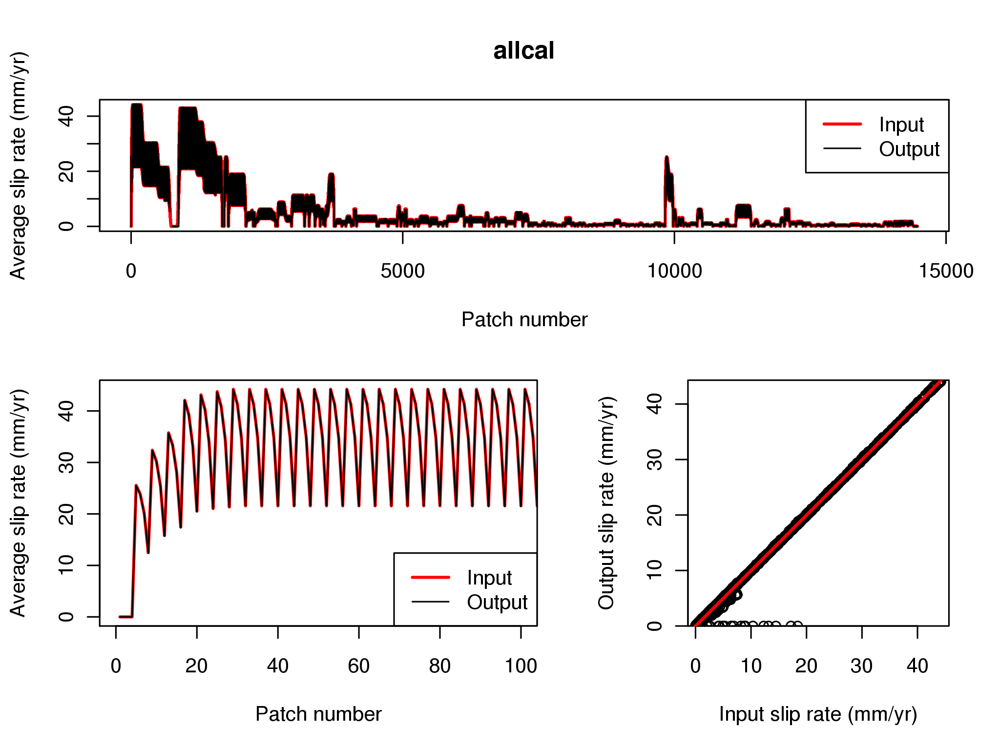 allcal
Average slip rate (mm/yr)
0 20 40
Input
Output
0 5000 10000 15000
Patch number
Average slip rate (mm/yr)
0 10 20 30 40
Input
Output
0 20 40 60 80 100
Patch number
Output slip rate (mm/yr)
0 10 20 30 40
0 10 20 30 40
Input slip rate (mm/yr)